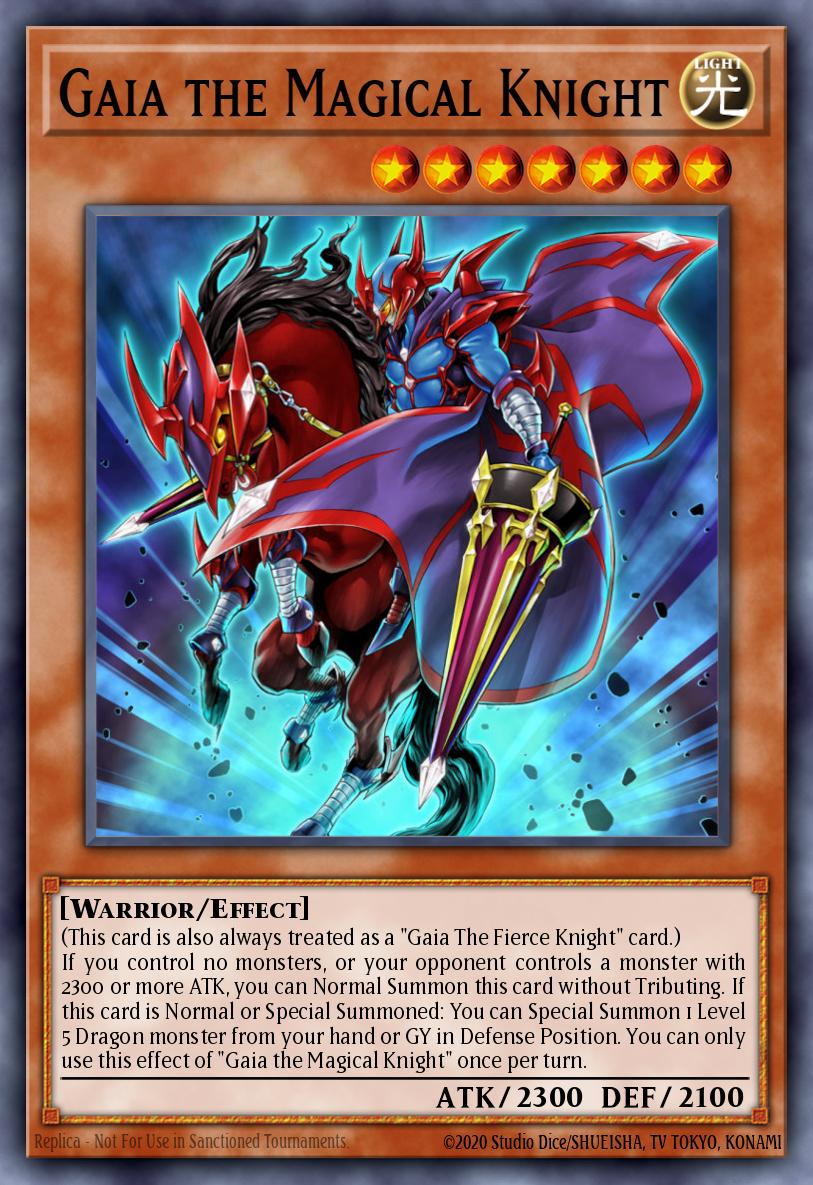 Gaia the Magical Knight
LIGHT
光
[Warrior/Effect]
(This card is also always treated as a "Gaia The Fierce Knight" card.)
If you control no monsters, or your opponent controls a monster with
2300 or more ATK, you can Normal Summon this card without Tributing. If
this card is Normal or Special Summoned: You can Special Summon 1 Level
5 Dragon monster from your hand or GY in Defense Position. You can only
use this effect of "Gaia the Magical Knight" once per turn.
ATK/2300 DEF/2100
Replica - Not For Use in Sanctioned Tournaments.
©2020 Studio Dice/SHUEISHA, TV TOKYO, KONAMI